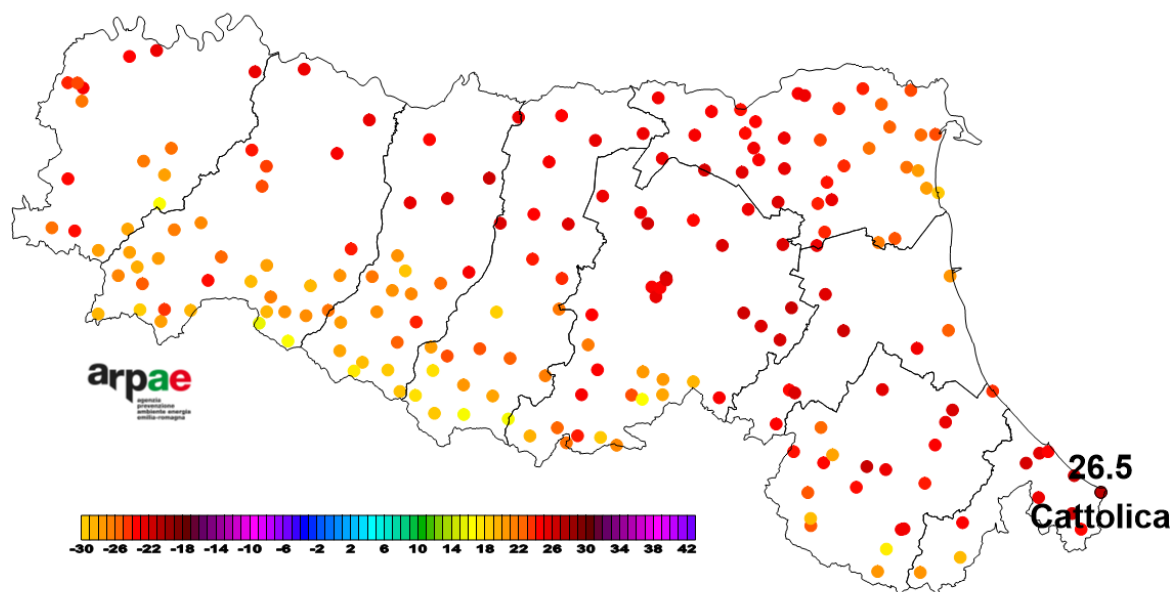 26.5
Cattolica
arpae
agenzia
prevenzione
ambiente energia
emilia-romagna
-30 -26 -22 -18 -14 -10 -6 -2 2 6 10 14 18 22 26 30 34 38 42